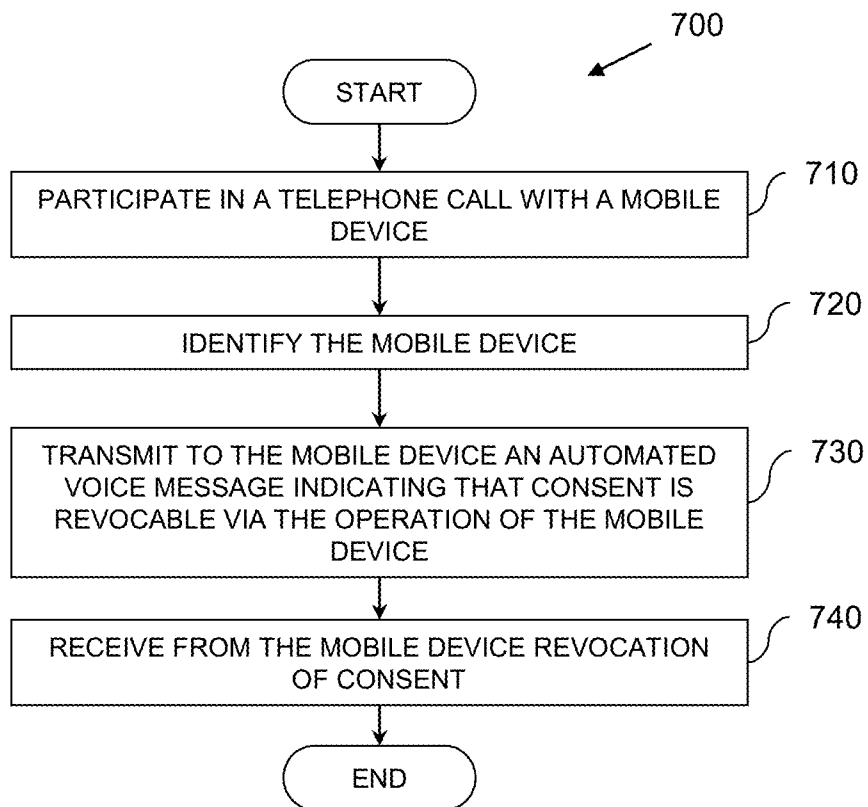 700
START
PARTICIPATE IN A TELEPHONE CALL WITH A MOBILE
DEVICE
710
IDENTIFY THE MOBILE DEVICE
720
TRANSMIT TO THE MOBILE DEVICE AN AUTOMATED
VOICE MESSAGE INDICATING THAT CONSENT IS
REVOCABLE VIA THE OPERATION OF THE MOBILE
DEVICE
730
RECEIVE FROM THE MOBILE DEVICE REVOCATION
OF CONSENT
740
END